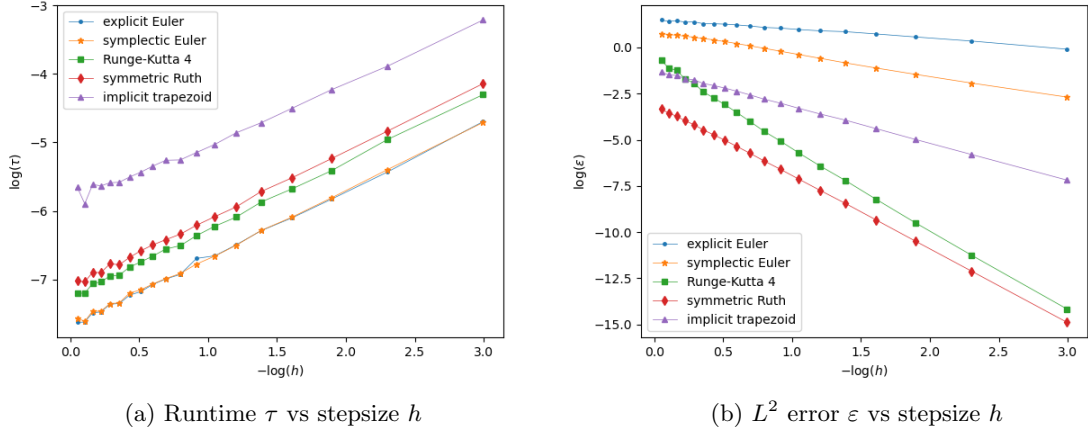 −3
−4
−5
−6
−7
log(τ)
explicit Euler
symplectic Euler
Runge-Kutta 4
symmetric Ruth
implicit trapezoid
0.0 0.5 1.0 1.5 2.0 2.5 3.0
−log(h)
(a) Runtime τ vs stepsize h
0.0
−2.5
−5.0
−7.5
−10.0
−12.5
−15.0
log(ε)
explicit Euler
symplectic Euler
Runge-Kutta 4
symmetric Ruth
implicit trapezoid
0.0 0.5 1.0 1.5 2.0 2.5 3.0
−log(h)
(b) L² error ε vs stepsize h